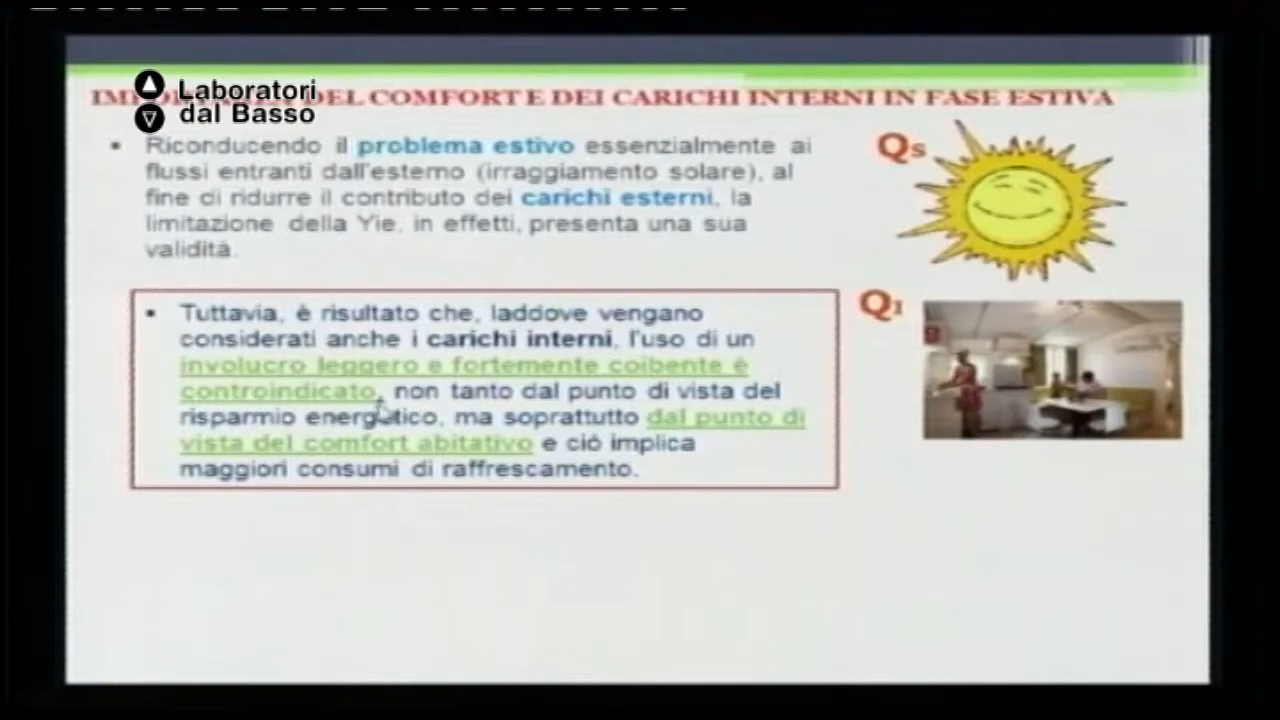 Laboratori
dal Basso
DEL COMFORT E DEI CARICHI INTERNI IN FASE ESTIVA
▪ Riconducendo il problema estivo essenzialmente ai
flussi entranti dall'esterno (irraggiamento solare), al
fine di ridurre il contributo dei carichi esterni, la
limitazione della Yie, in effetti, presenta una sua
validità.
Qs
▪ Tuttavia, è risultato che, laddove vengano
considerati anche i carichi interni, l'uso di un
involucro leggero e fortemente coibente è
controindicato, non tanto dal punto di vista del
risparmio energetico, ma soprattutto dal punto di
vista del comfort abitativo e ciò implica
maggiori consumi di raffrescamento.
QI